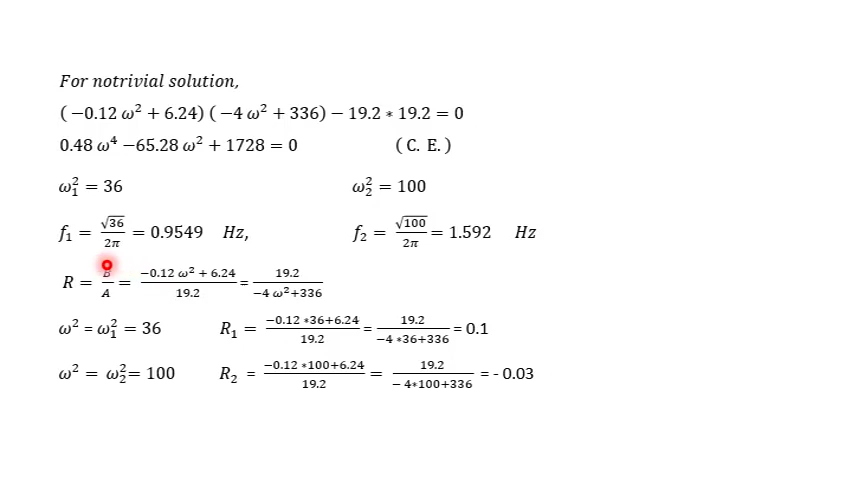 For notrivial solution,
(−0.12 ω² + 6.24) (−4 ω² + 336) − 19.2 * 19.2 = 0
0.48 ω⁴ −65.28 ω² + 1728 = 0 ( C. E.)
ω₁² = 36 ω₂² = 100
f₁ = √36/2π = 0.9549 Hz, f₂ = √100/2π = 1.592 Hz
R = B/A = (−0.12 ω² + 6.24)/19.2 = 19.2/(−4 ω²+336)
ω² = ω₁² = 36 R₁ = (−0.12 *36+6.24)/19.2 = 19.2/(−4 *36+336) = 0.1
ω² = ω₂² = 100 R₂ = (−0.12 *100+6.24)/19.2 = 19.2/(− 4*100+336) = - 0.03